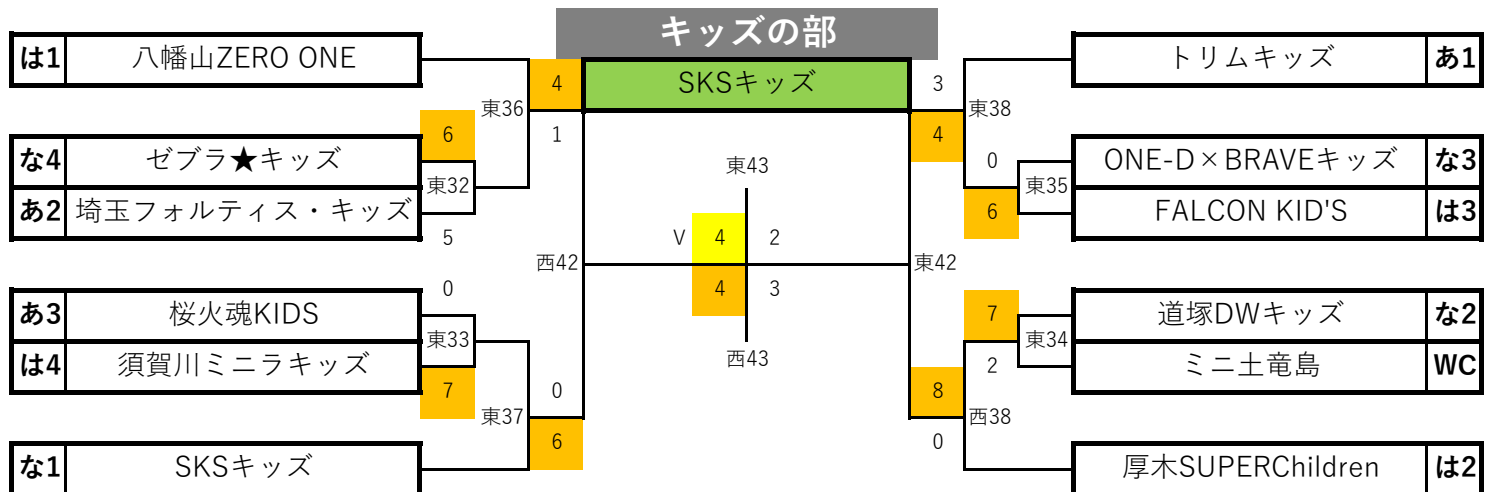 キッズの部
は1 八幡山ZERO ONE
トリムキッズ あ1
4 SKSキッズ 3
東36 東38
な4 ゼブラ★キッズ 6 1
4 ONE-D×BRAVEキッズ な3
東43 0
東32 東35
あ2 埼玉フォルティス・キッズ
6 FALCON KID'S は3
5 V 4 2
西42 東42
0 4 3
あ3 桜火魂KIDS
7 道塚DWキッズ な2
東33 東34
は4 須賀川ミニラキッズ
西43 2 ミニ土竜島 WC
7 0 8
東37 西38
6 0
な1 SKSキッズ
厚木SUPERChildren は2